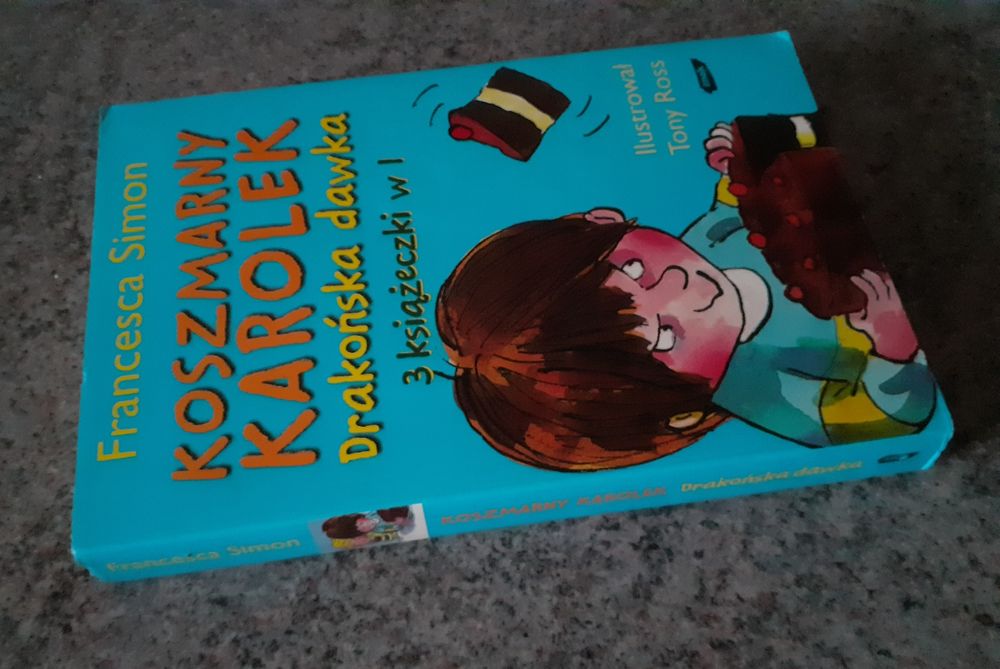 Francesca Simon
KOSZMARNY
KAROLEK
Drakońska dawka
3 książeczki w 1
Ilustrował
Tony Ross
Francesca Simon KOSZMARNY KAROLEK Drakońska dawka